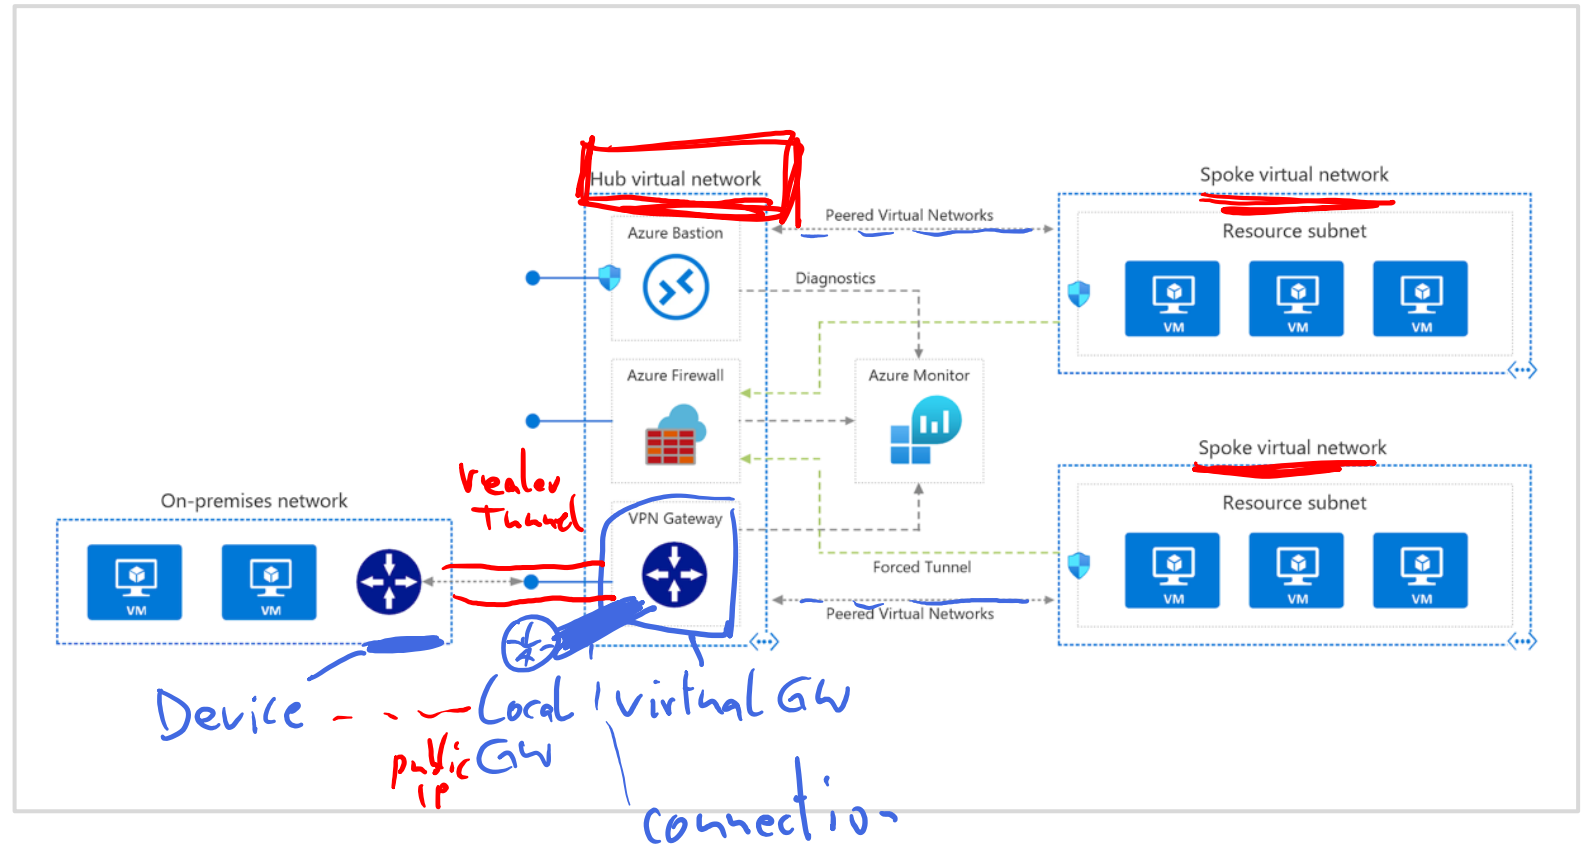 Hub virtual network
Spoke virtual network
Peered Virtual Networks
Azure Bastion
Resource subnet
Diagnostics
VM
VM
VM
Azure Firewall
Azure Monitor
Spoke virtual network
realer
Tunnel
On-premises network
Resource subnet
VPN Gateway
Forced Tunnel
VM
VM
VM
VM
VM
Peered Virtual Networks
Device
Local
GW
virtual GW
public
IP
connection